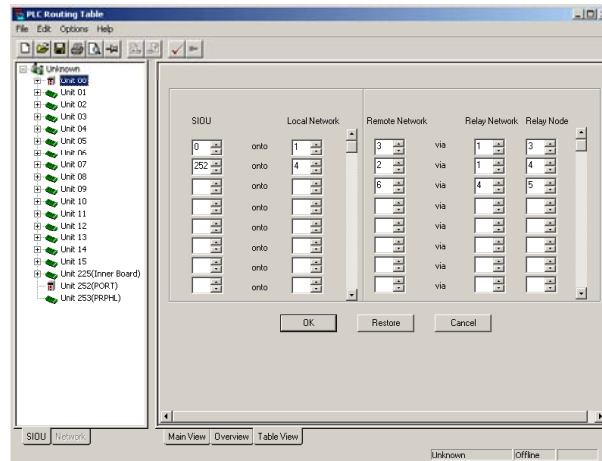 PLC Routing Table
File Edit Options Help
Unknown
Unit 00
Unit 01
Unit 02
Unit 03
Unit 04
Unit 05
Unit 06
Unit 07
Unit 08
Unit 09
Unit 10
Unit 11
Unit 12
Unit 13
Unit 14
Unit 15
Unit 225(Inner Board)
Unit 252(PORT)
Unit 253(PRPHL)
SIOU Network
SIOU Local Network Remote Network Relay Network Relay Node
0 onto 1 3 via 1 3
252 onto 4 2 via 1 4
onto 6 via 4 5
onto via
onto via
onto via
onto via
onto via
OK Restore Cancel
Main View Overview Table View
Unknown Offline